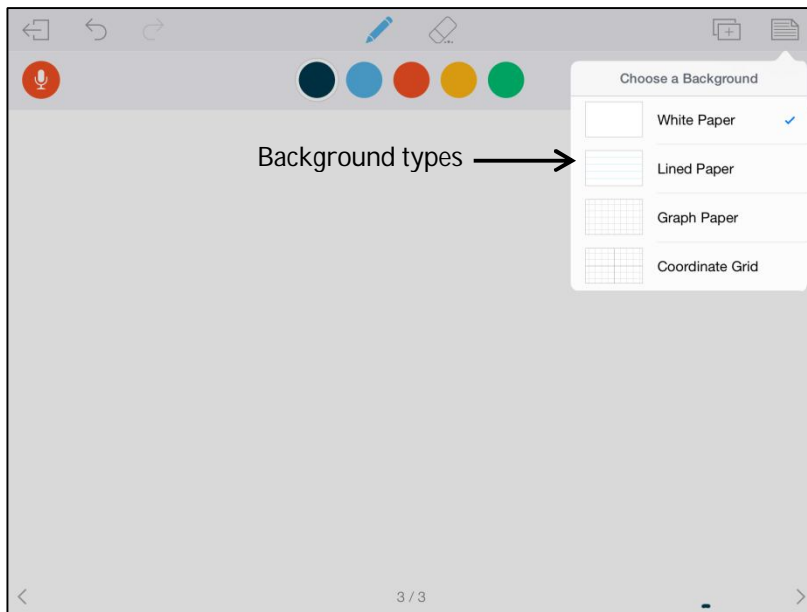 Choose a Background
White Paper
Background types
Lined Paper
Graph Paper
Coordinate Grid
3 / 3